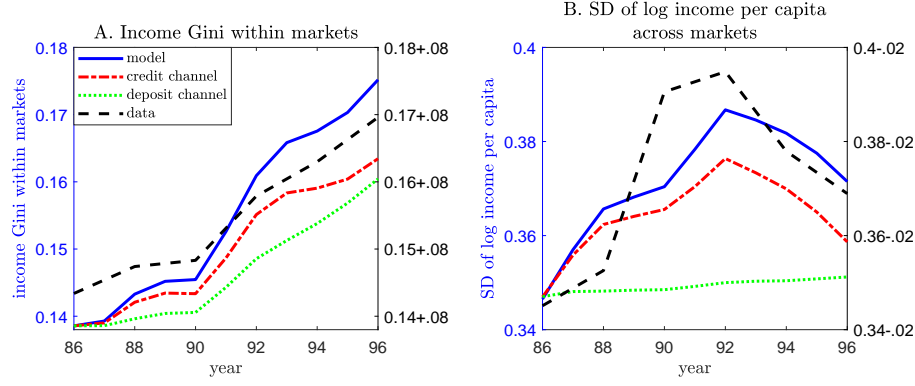 A. Income Gini within markets
0.18
0.17
0.16
0.15
0.14
income Gini within markets
model
credit channel
deposit channel
data
0.18+.08
0.17+.08
0.16+.08
0.15+.08
0.14+.08
86 88 90 92 94 96
year
B. SD of log income per capita
across markets
0.4
0.38
0.36
0.34
SD of log income per capita
0.4-.02
0.38-.02
0.36-.02
0.34-.02
86 88 90 92 94 96
year